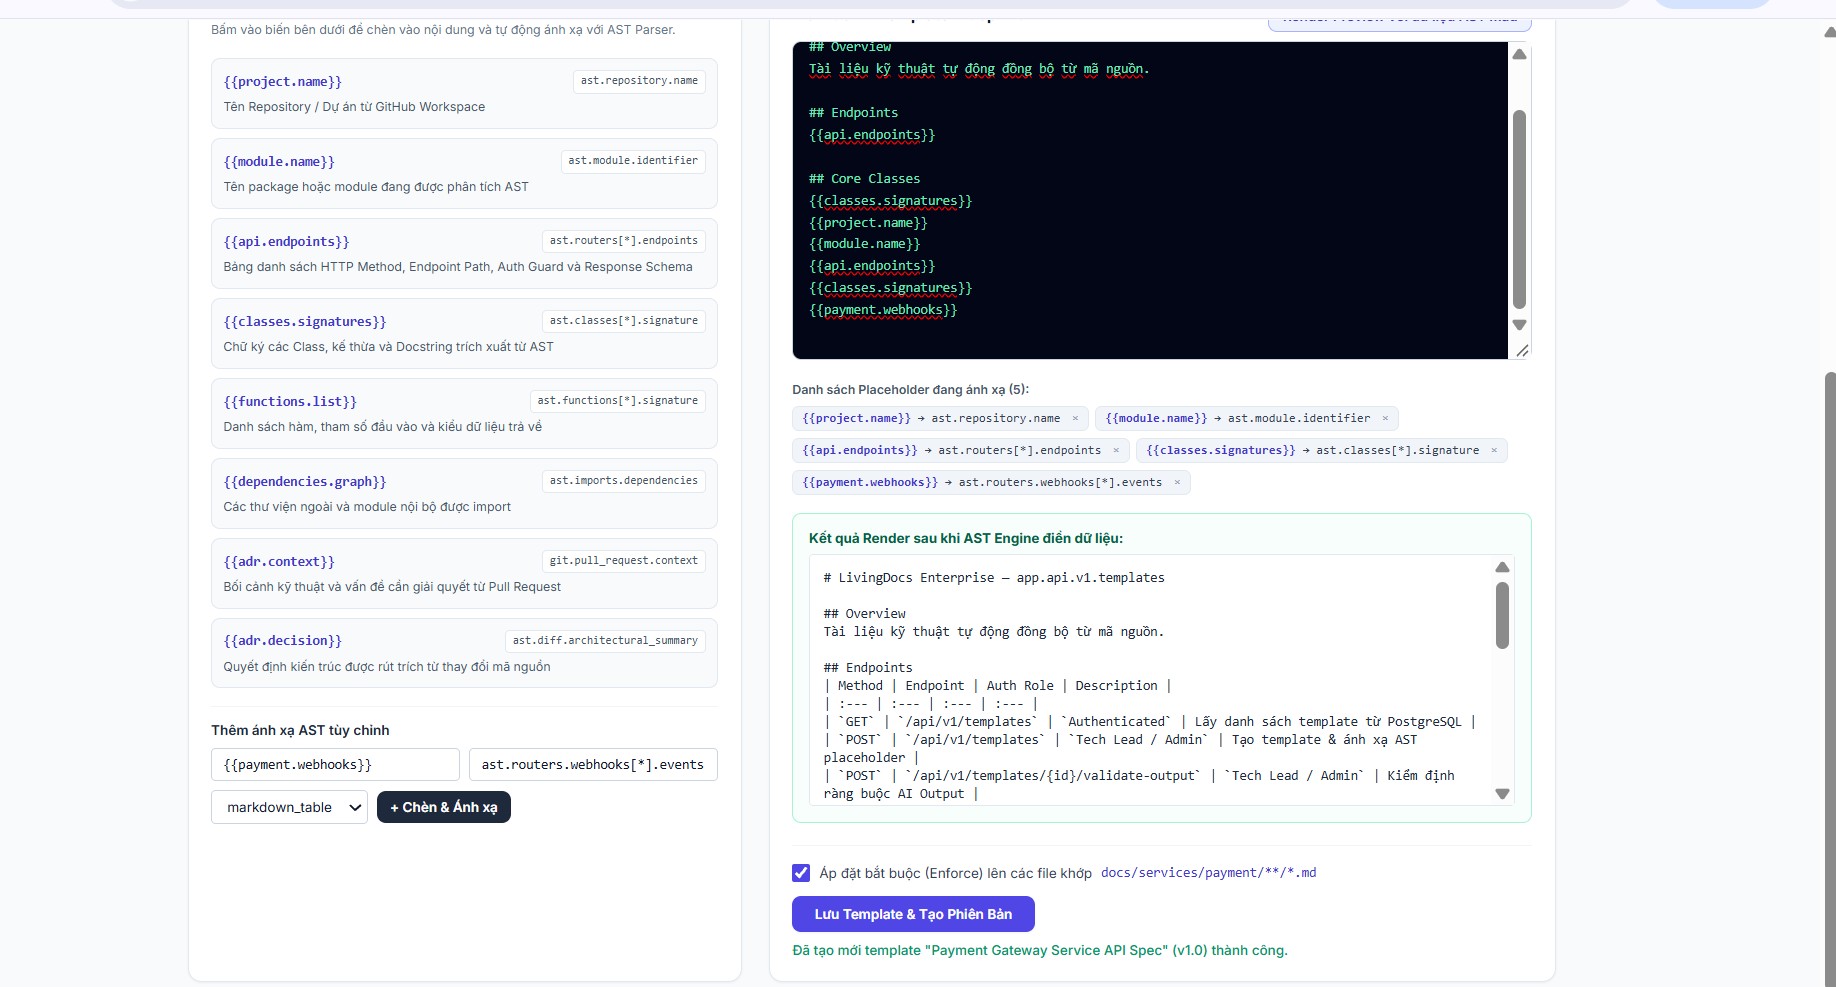 Bấm vào biến bên dưới để chèn vào nội dung và tự động ánh xạ với AST Parser.
{{project.name}}
ast.repository.name
Tên Repository / Dự án từ GitHub Workspace
{{module.name}}
ast.module.identifier
Tên package hoặc module đang được phân tích AST
{{api.endpoints}}
ast.routers[*].endpoints
Bảng danh sách HTTP Method, Endpoint Path, Auth Guard và Response Schema
{{classes.signatures}}
ast.classes[*].signature
Chữ ký các Class, kế thừa và Docstring trích xuất từ AST
{{functions.list}}
ast.functions[*].signature
Danh sách hàm, tham số đầu vào và kiểu dữ liệu trả về
{{dependencies.graph}}
ast.imports.dependencies
Các thư viện ngoài và module nội bộ được import
{{adr.context}}
git.pull_request.context
Bối cảnh kỹ thuật và vấn đề cần giải quyết từ Pull Request
{{adr.decision}}
ast.diff.architectural_summary
Quyết định kiến trúc được rút trích từ thay đổi mã nguồn
Thêm ánh xạ AST tùy chỉnh
{{payment.webhooks}}
ast.routers.webhooks[*].events
markdown_table
+ Chèn & Ánh xạ
## Overview
Tài liệu kỹ thuật tự động đồng bộ từ mã nguồn.
## Endpoints
{{api.endpoints}}
## Core Classes
{{classes.signatures}}
{{project.name}}
{{module.name}}
{{api.endpoints}}
{{classes.signatures}}
{{payment.webhooks}}
Danh sách Placeholder đang ánh xạ (5):
{{project.name}} → ast.repository.name ×
{{module.name}} → ast.module.identifier ×
{{api.endpoints}} → ast.routers[*].endpoints ×
{{classes.signatures}} → ast.classes[*].signature ×
{{payment.webhooks}} → ast.routers.webhooks[*].events ×
Kết quả Render sau khi AST Engine điền dữ liệu:
# LivingDocs Enterprise — app.api.v1.templates
## Overview
Tài liệu kỹ thuật tự động đồng bộ từ mã nguồn.
## Endpoints
| Method | Endpoint | Auth Role | Description |
| :--- | :--- | :--- | :--- |
| `GET` | `/api/v1/templates` | `Authenticated` | Lấy danh sách template từ PostgreSQL |
| `POST` | `/api/v1/templates` | `Tech Lead / Admin` | Tạo template & ánh xạ AST
placeholder |
| `POST` | `/api/v1/templates/{id}/validate-output` | `Tech Lead / Admin` | Kiểm định
ràng buộc AI Output |
Áp đặt bắt buộc (Enforce) lên các file khớp docs/services/payment/**/*.md
Lưu Template & Tạo Phiên Bản
Đã tạo mới template "Payment Gateway Service API Spec" (v1.0) thành công.